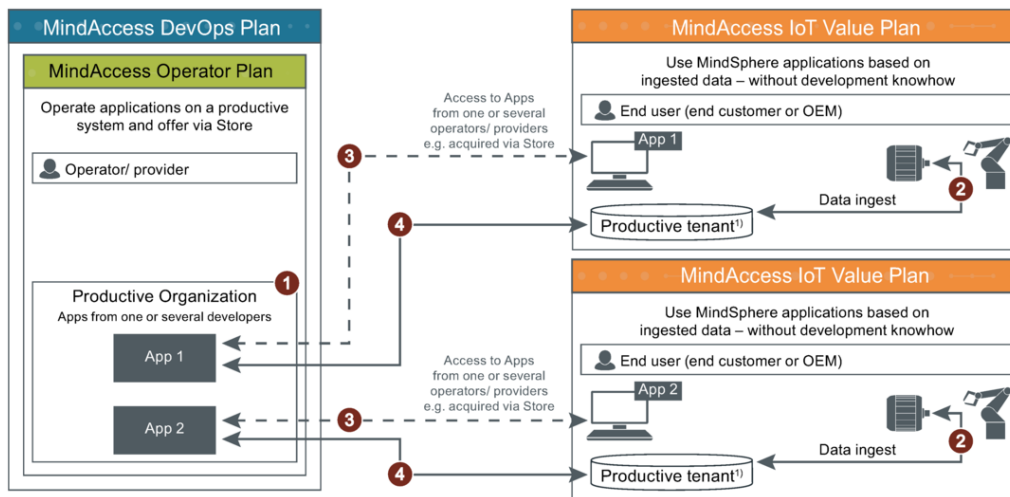 MindAccess DevOps Plan
MindAccess Operator Plan
Operate applications on a productive
system and offer via Store
Operator/ provider
1
Productive Organization
Apps from one or several developers
App 1
App 2
3
4
3
4
Access to Apps
from one or several
operators/ providers
e.g. acquired via Store
Access to Apps
from one or several
operators/ providers
e.g. acquired via Store
MindAccess IoT Value Plan
Use MindSphere applications based on
ingested data – without development knowhow
End user (end customer or OEM)
App 1
2
Data ingest
Productive tenant¹⁾
MindAccess IoT Value Plan
Use MindSphere applications based on
ingested data – without development knowhow
End user (end customer or OEM)
App 2
2
Data ingest
Productive tenant¹⁾